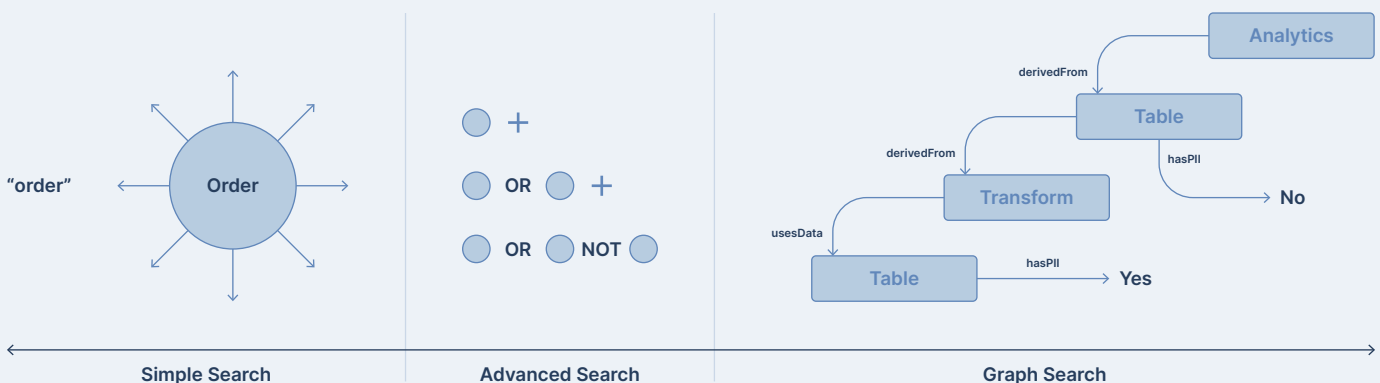 “order”
Order
+
OR
+
OR
NOT
Analytics
derivedFrom
Table
hasPII
No
derivedFrom
Transform
usesData
Table
hasPII
Yes
Simple Search
Advanced Search
Graph Search